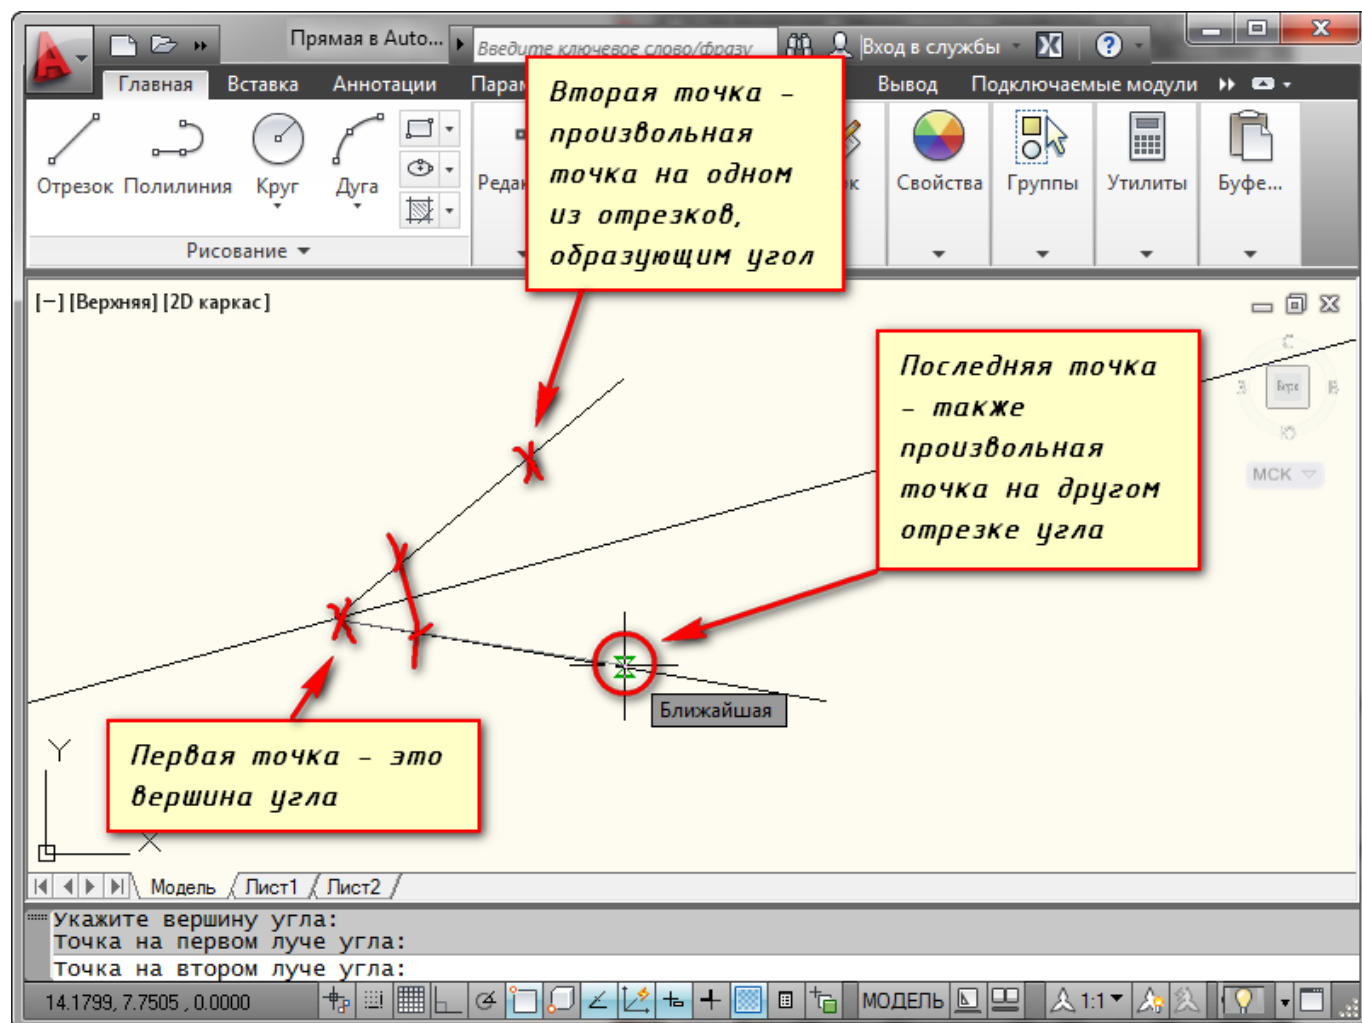 Прямая в Auto...
Введите ключевое слово/фразу
Вход в службы
Главная
Вставка
Аннотации
Вывод
Подключаемые модули
Отрезок
Полилиния
Круг
Дуга
Свойства
Группы
Утилиты
Буфе...
Рисование
Вторая точка –
произвольная
точка на одном
из отрезков,
образующим угол
[–] [Верхняя] [2D каркас]
Последняя точка
– также
произвольная
точка на другом
отрезке угла
С
Верх
В
Ю
МСК
Ближайшая
Первая точка – это
вершина угла
Y
X
Модель
Лист1
Лист2
Укажите вершину угла:
Точка на первом луче угла:
Точка на втором луче угла:
14.1799, 7.7505 , 0.0000
МОДЕЛЬ
1:1